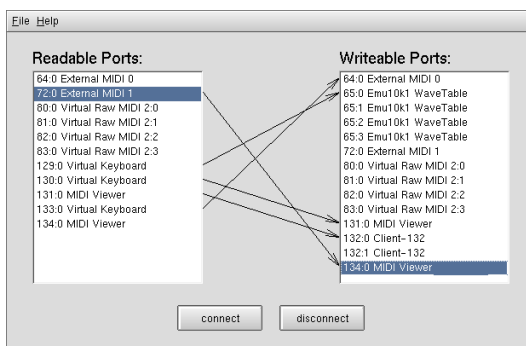 File Help
Readable Ports:
64:0 External MIDI 0
72:0 External MIDI 1
80:0 Virtual Raw MIDI 2:0
81:0 Virtual Raw MIDI 2:1
82:0 Virtual Raw MIDI 2:2
83:0 Virtual Raw MIDI 2:3
129:0 Virtual Keyboard
130:0 Virtual Keyboard
131:0 MIDI Viewer
133:0 Virtual Keyboard
134:0 MIDI Viewer
Writeable Ports:
64:0 External MIDI 0
65:0 Emu10k1 WaveTable
65:1 Emu10k1 WaveTable
65:2 Emu10k1 WaveTable
65:3 Emu10k1 WaveTable
72:0 External MIDI 1
80:0 Virtual Raw MIDI 2:0
81:0 Virtual Raw MIDI 2:1
82:0 Virtual Raw MIDI 2:2
83:0 Virtual Raw MIDI 2:3
131:0 MIDI Viewer
132:0 Client-132
132:1 Client-132
134:0 MIDI Viewer
connect
disconnect